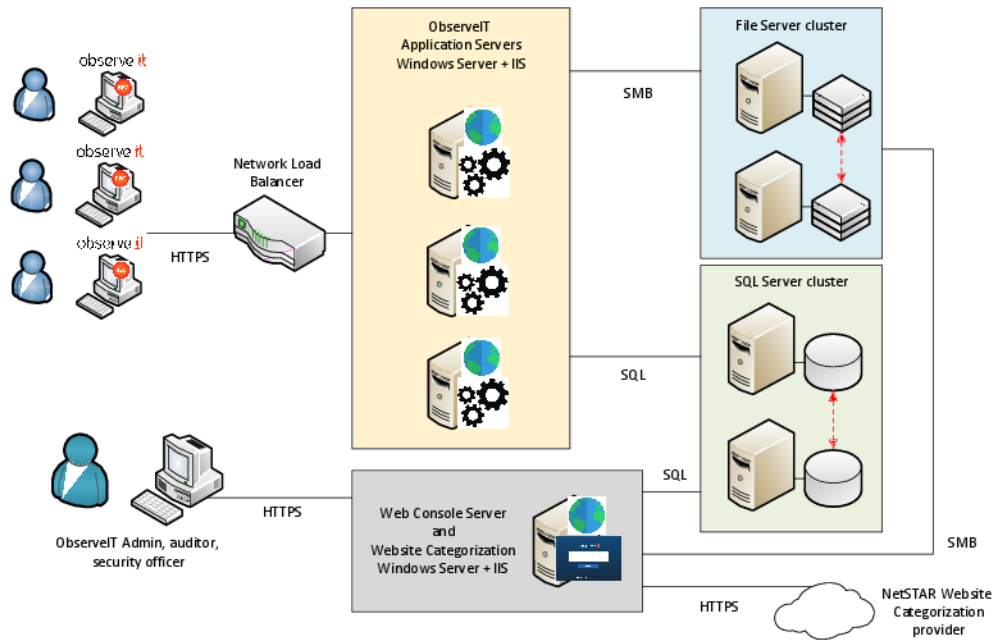 observe it
observe it
observe it
HTTPS
Network Load
Balancer
ObserveIT
Application Servers
Windows Server + IIS
SMB
File Server cluster
SQL Server cluster
SQL
SQL
ObserveIT Admin, auditor,
security officer
HTTPS
Web Console Server
and
Website Categorization
Windows Server + IIS
SMB
HTTPS
NetSTAR Website
Categorization
provider